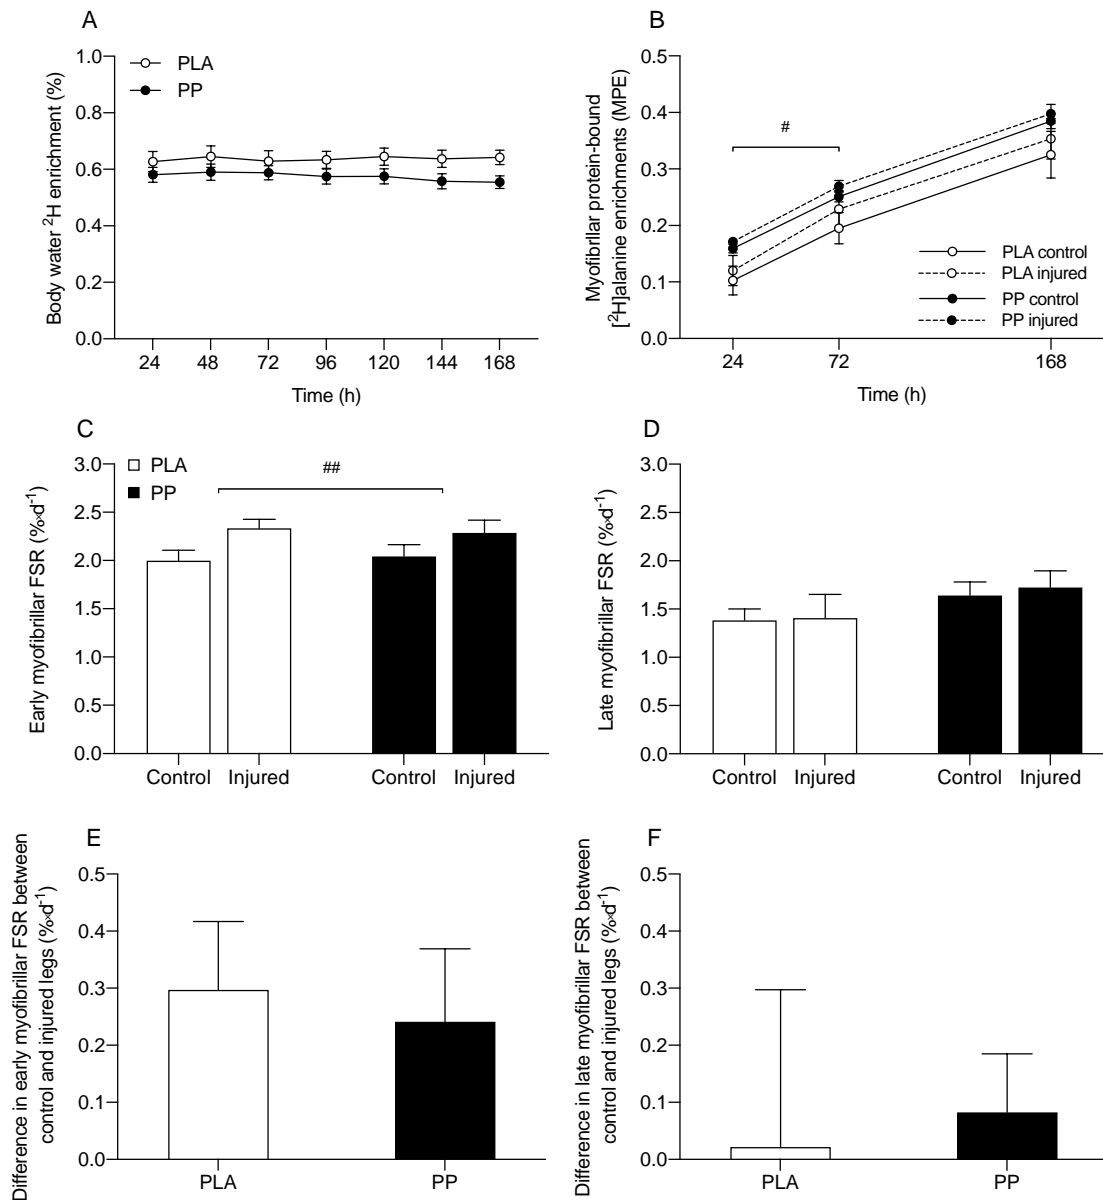 A
Body water ²H enrichment (%)
1.0
0.8
0.6
0.4
0.2
0.0
PLA
PP
24 48 72 96 120 144 168
Time (h)
B
Myofibrillar protein-bound
[²H]alanine enrichments (MPE)
0.5
0.4
0.3
0.2
0.1
0.0
#
PLA control
PLA injured
PP control
PP injured
24 72 168
Time (h)
C
Early myofibrillar FSR (%×d⁻¹)
3.0
2.5
2.0
1.5
1.0
0.5
0.0
PLA
PP
##
Control Injured Control Injured
D
Late myofibrillar FSR (%×d⁻¹)
3.0
2.5
2.0
1.5
1.0
0.5
0.0
Control Injured Control Injured
E
Difference in early myofibrillar FSR between
control and injured legs (%×d⁻¹)
0.5
0.4
0.3
0.2
0.1
0.0
PLA PP
F
Difference in late myofibrillar FSR between
control and injured legs (%×d⁻¹)
0.5
0.4
0.3
0.2
0.1
0.0
PLA PP